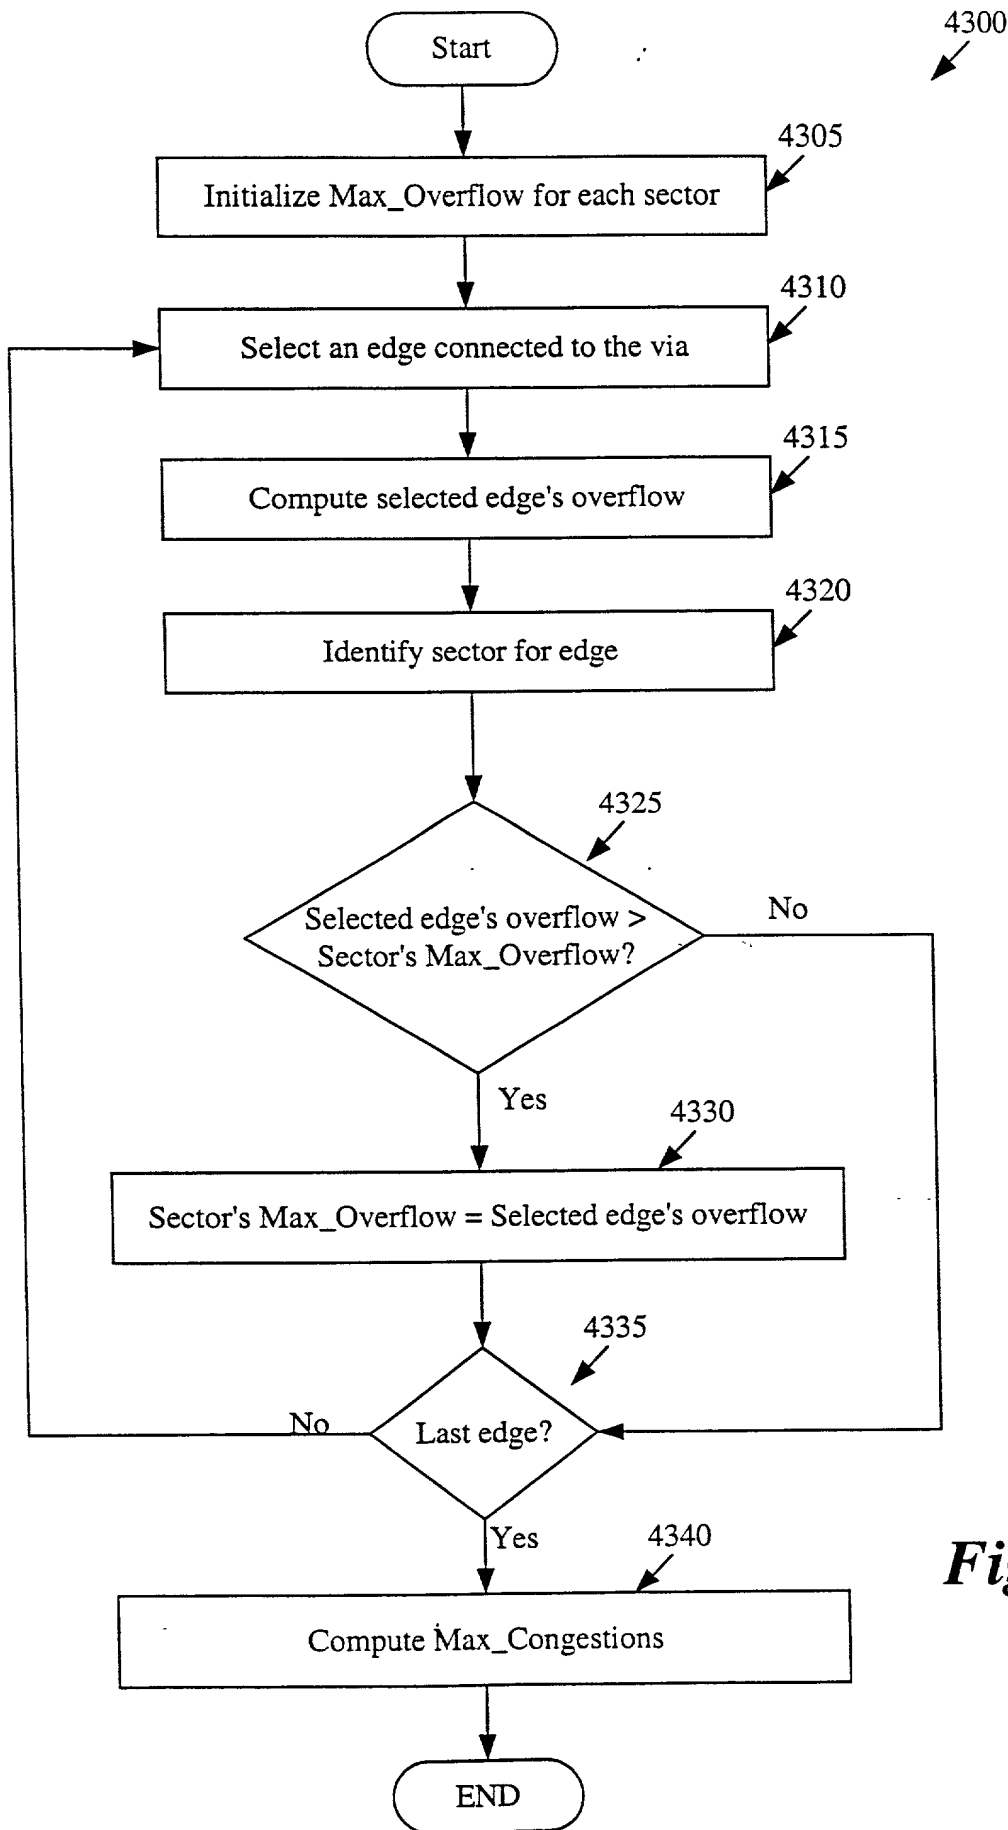 4300
Start
4305
Initialize Max_Overflow for each sector
4310
Select an edge connected to the via
4315
Compute selected edge's overflow
4320
Identify sector for edge
4325
Selected edge's overflow >
Sector's Max_Overflow?
No
Yes
4330
Sector's Max_Overflow = Selected edge's overflow
4335
Last edge?
No
Yes
4340
Compute Max_Congestions
END